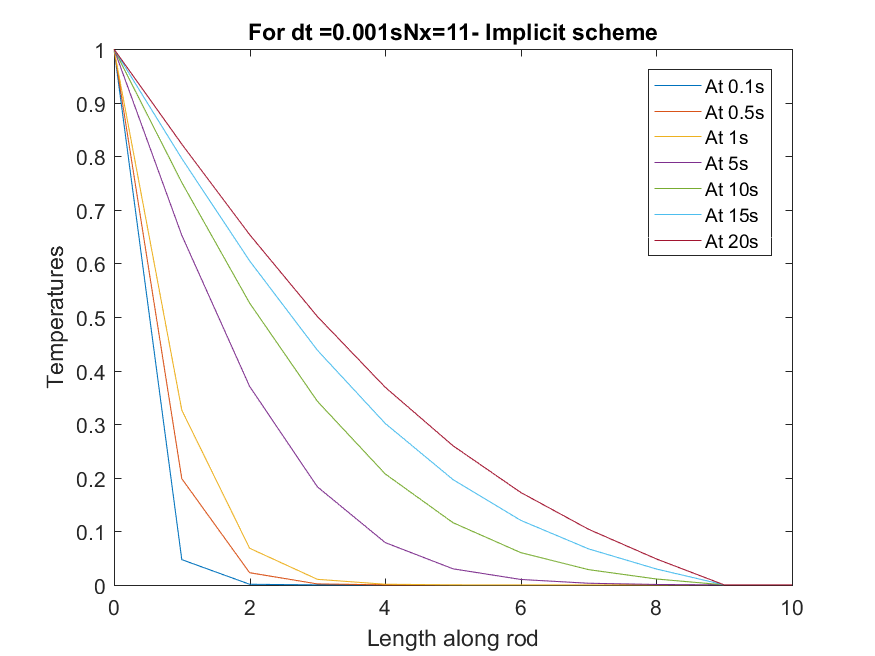 For dt =0.001sNx=11- Implicit scheme
1
0.9
0.8
0.7
0.6
0.5
0.4
0.3
0.2
0.1
0
Temperatures
At 0.1s
At 0.5s
At 1s
At 5s
At 10s
At 15s
At 20s
0 2 4 6 8 10
Length along rod